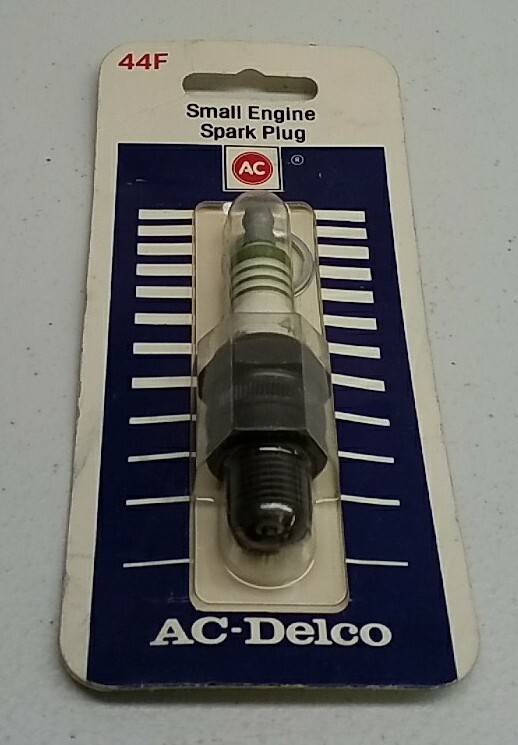 44F
Small Engine
Spark Plug
AC ®
AC-Delco